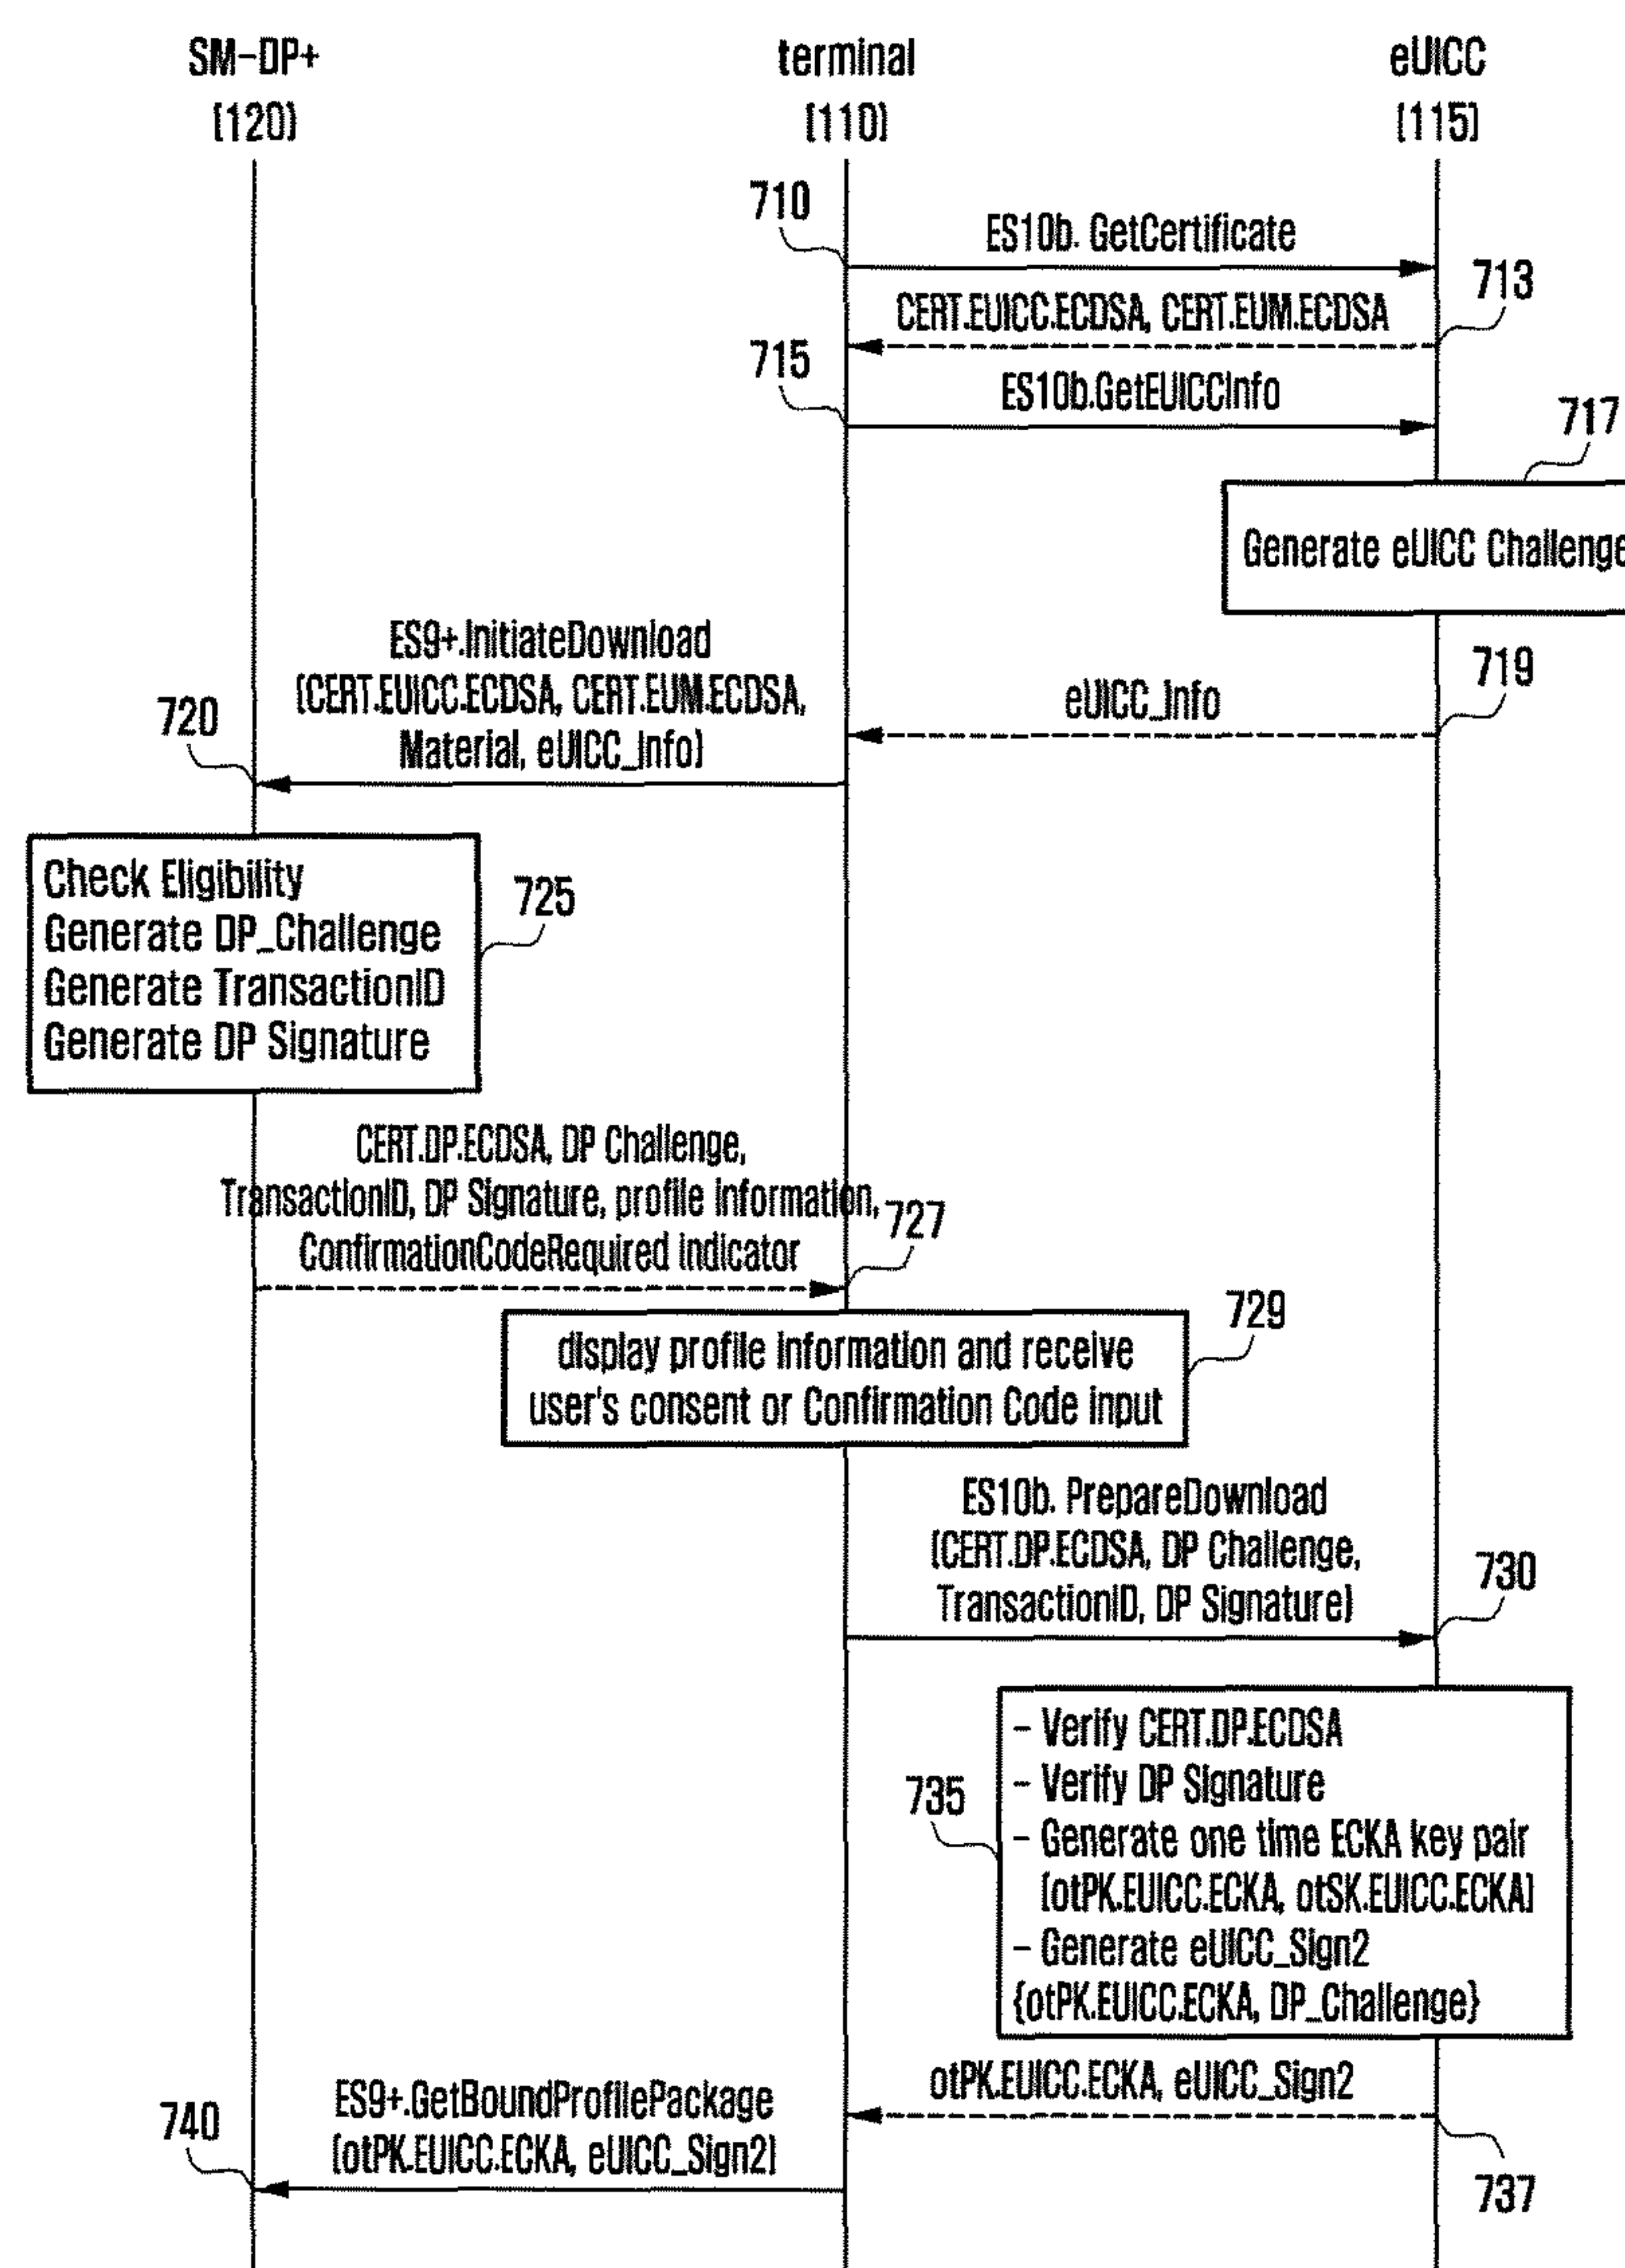 SM-DP+
(120)
terminal
(110)
eUICC
(115)
710
ES10b. GetCertificate
713
CERT.EUICC.ECDSA, CERT.EUM.ECDSA
715
ES10b.GetEUICCInfo
717
Generate eUICC Challenge
ES9+.InitiateDownload
(CERT.EUICC.ECDSA, CERT.EUM.ECDSA,
Material, eUICC_Info)
719
eUICC_Info
720
Check Eligibility
Generate DP_Challenge
Generate TransactionID
Generate DP Signature
725
CERT.DP.ECDSA, DP Challenge,
TransactionID, DP Signature, profile information,
ConfirmationCodeRequired indicator
727
display profile information and receive
user's consent or Confirmation Code input
729
ES10b. PrepareDownload
(CERT.DP.ECDSA, DP Challenge,
TransactionID, DP Signature)
730
- Verify CERT.DP.ECDSA
- Verify DP Signature
- Generate one time ECKA key pair
(otPK.EUICC.ECKA, otSK.EUICC.ECKA)
- Generate eUICC_Sign2
{otPK.EUICC.ECKA, DP_Challenge}
735
otPK.EUICC.ECKA, eUICC_Sign2
737
ES9+.GetBoundProfilePackage
(otPK.EUICC.ECKA, eUICC_Sign2)
740